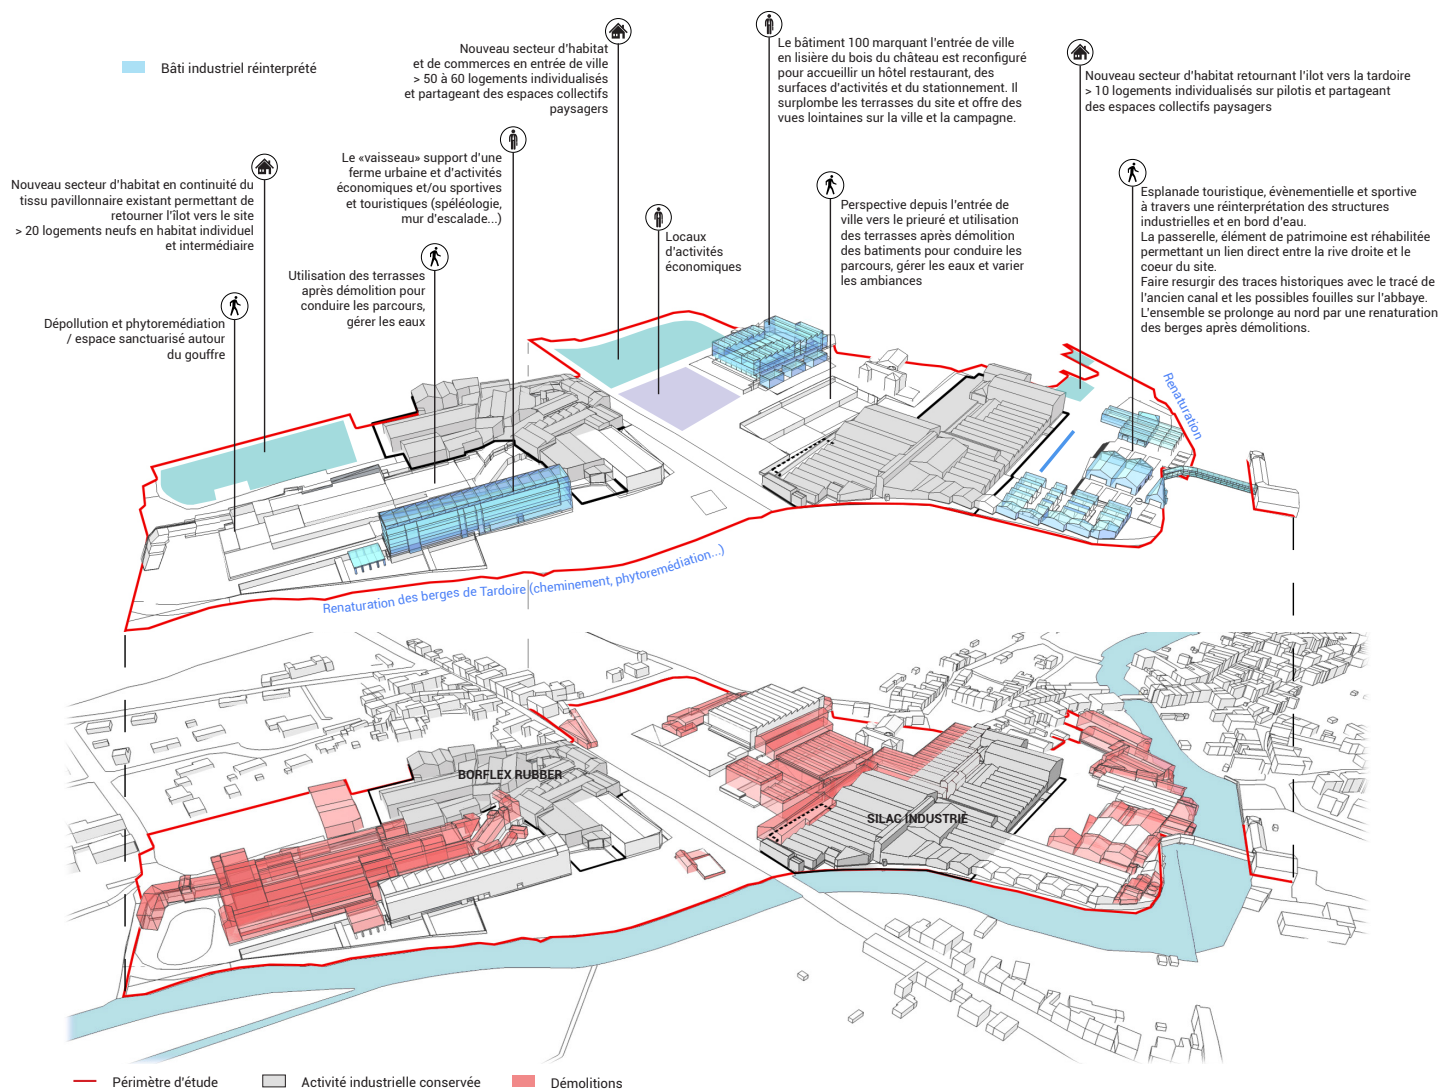 Bâti industriel réinterprété
Nouveau secteur d'habitat
et de commerces en entrée de ville
> 50 à 60 logements individualisés
et partageant des espaces collectifs
paysagers
Le bâtiment 100 marquant l'entrée de ville
en lisière du bois du château est reconfiguré
pour accueillir un hôtel restaurant, des
surfaces d'activités et du stationnement. Il
surplombe les terrasses du site et offre des
vues lointaines sur la ville et la campagne.
Nouveau secteur d'habitat retournant l'ilot vers la tardoire
> 10 logements individualisés sur pilotis et partageant
des espaces collectifs paysagers
Nouveau secteur d'habitat en continuité du
tissu pavillonnaire existant permettant de
retourner l'îlot vers le site
> 20 logements neufs en habitat individuel
et intermédiaire
Le «vaisseau» support d'une
ferme urbaine et d'activités
économiques et/ou sportives
et touristiques (spéléologie,
mur d'escalade...)
Locaux
d'activités
économiques
Perspective depuis l'entrée de
ville vers le prieuré et utilisation
des terrasses après démolition
des batiments pour conduire les
parcours, gérer les eaux et varier
les ambiances
Esplanade touristique, évènementielle et sportive
à travers une réinterprétation des structures
industrielles et en bord d'eau.
La passerelle, élément de patrimoine est réhabilitée
permettant un lien direct entre la rive droite et le
coeur du site.
Faire resurgir des traces historiques avec le tracé de
l'ancien canal et les possibles fouilles sur l'abbaye.
L'ensemble se prolonge au nord par une renaturation
des berges après démolitions.
Utilisation des terrasses
après démolition pour
conduire les parcours,
gérer les eaux
Dépollution et phytoremédiation
/ espace sanctuarisé autour
du gouffre
Renaturation
Renaturation des berges de Tardoire (cheminement, phytoremédiation...)
BORFLEX RUBBER
SILAC INDUSTRIE
Périmètre d'étude
Activité industrielle conservée
Démolitions